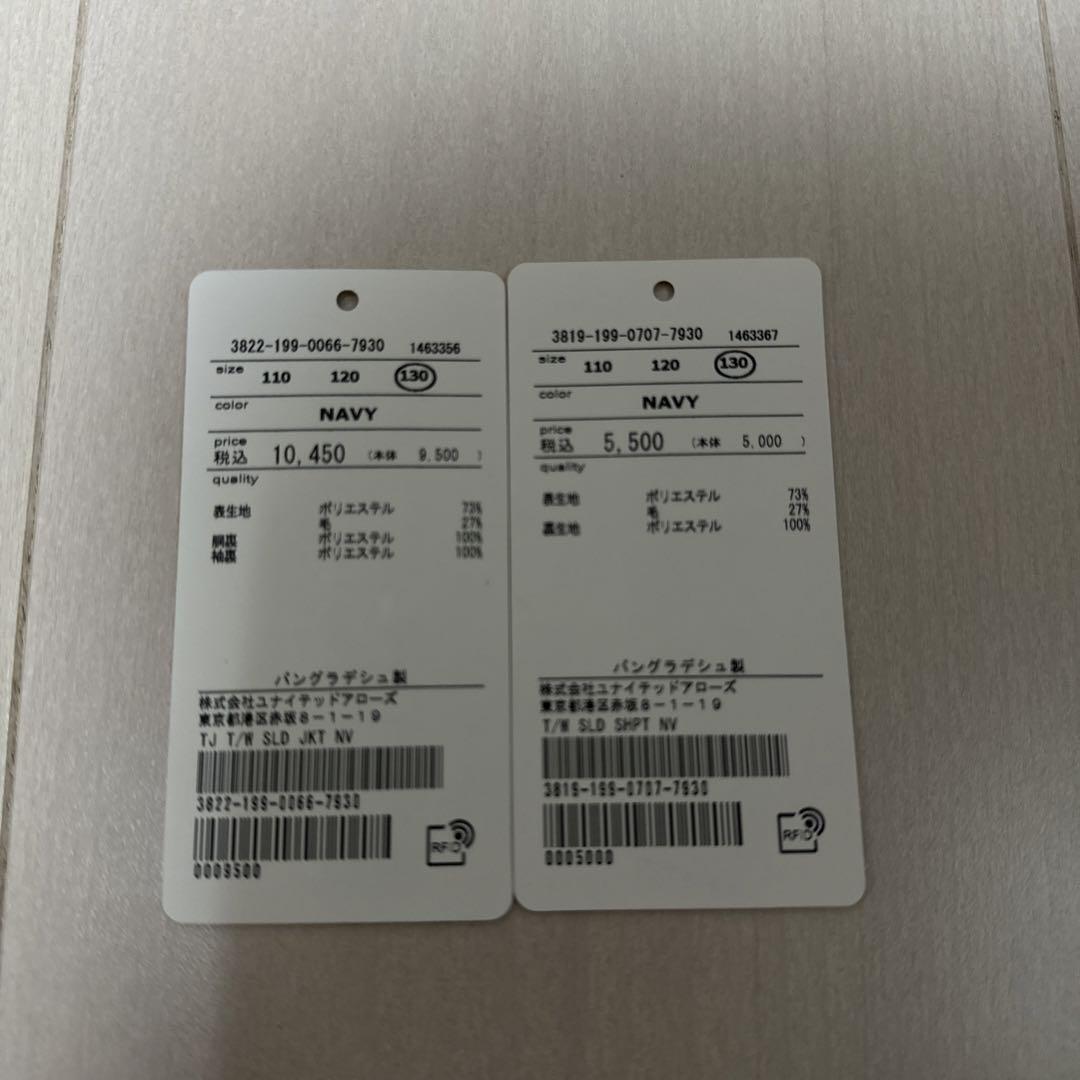 3822-199-0066-7930 1463356
size 110 120 130
color NAVY
price
税込 10,450 (本体 9,500 )
quality
表生地 ポリエステル 73%
毛 27%
胴裏 ポリエステル 100%
袖裏 ポリエステル 100%
バングラデシュ製
株式会社ユナイテッドアローズ
東京都港区赤坂8-1-19
TJ T/W SLD JKT NV
3822-199-0066-7930
0009500
RFID
3819-199-0707-7930 1463367
size 110 120 130
color NAVY
price
税込 5,500 (本体 5,000 )
quality
表生地 ポリエステル 73%
毛 27%
裏生地 ポリエステル 100%
バングラデシュ製
株式会社ユナイテッドアローズ
東京都港区赤坂8-1-19
T/W SLD SHPT NV
3819-199-0707-7930
0005000
RFID